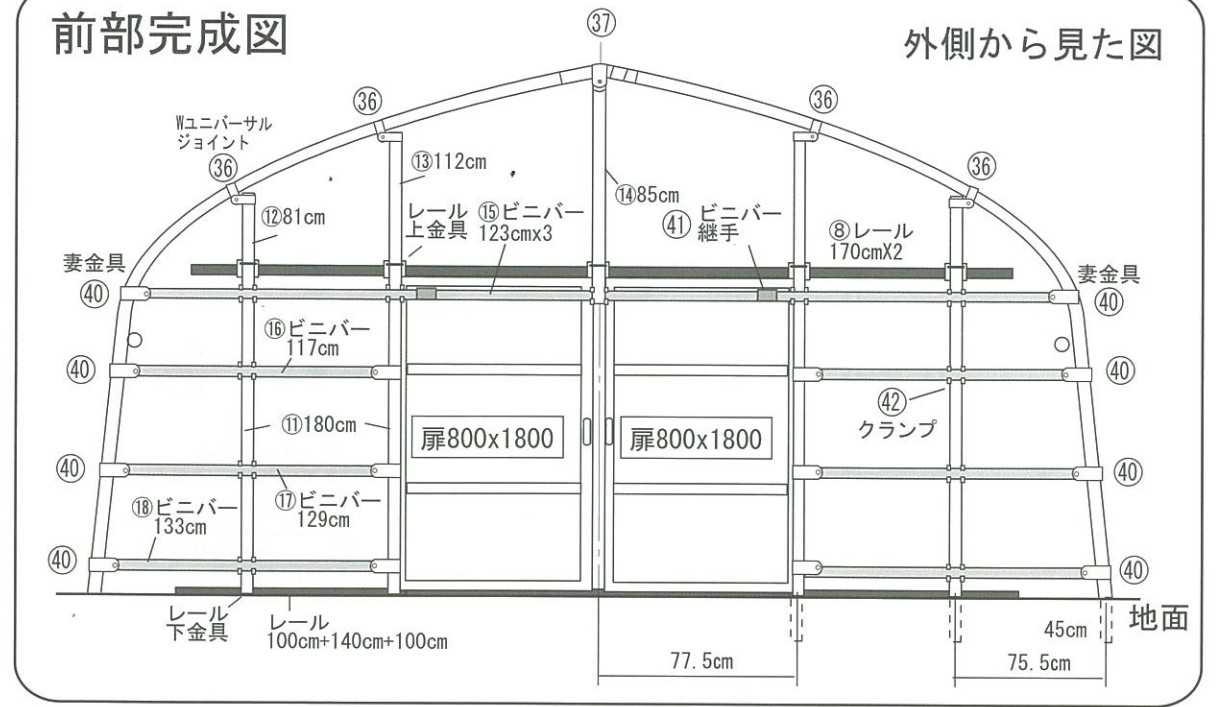 前部完成図
外側から見た図
㊲
㊱
㊱
Wユニバーサル
ジョイント
㊱
㊱
⑬112cm
⑭85cm
⑫81cm
レール
上金具
⑮ビニバー
123cmx3
㊶ ビニバー
継手
⑧レール
170cmX2
妻金具
妻金具
㊵
㊵
⑯ビニバー
117cm
㊵
㊵
㊷
クランプ
⑪180cm
扉800x1800
扉800x1800
㊵
㊵
⑱ビニバー
133cm
⑰ビニバー
129cm
㊵
㊵
レール
下金具
レール
100cm+140cm+100cm
45cm
地面
77.5cm
75.5cm